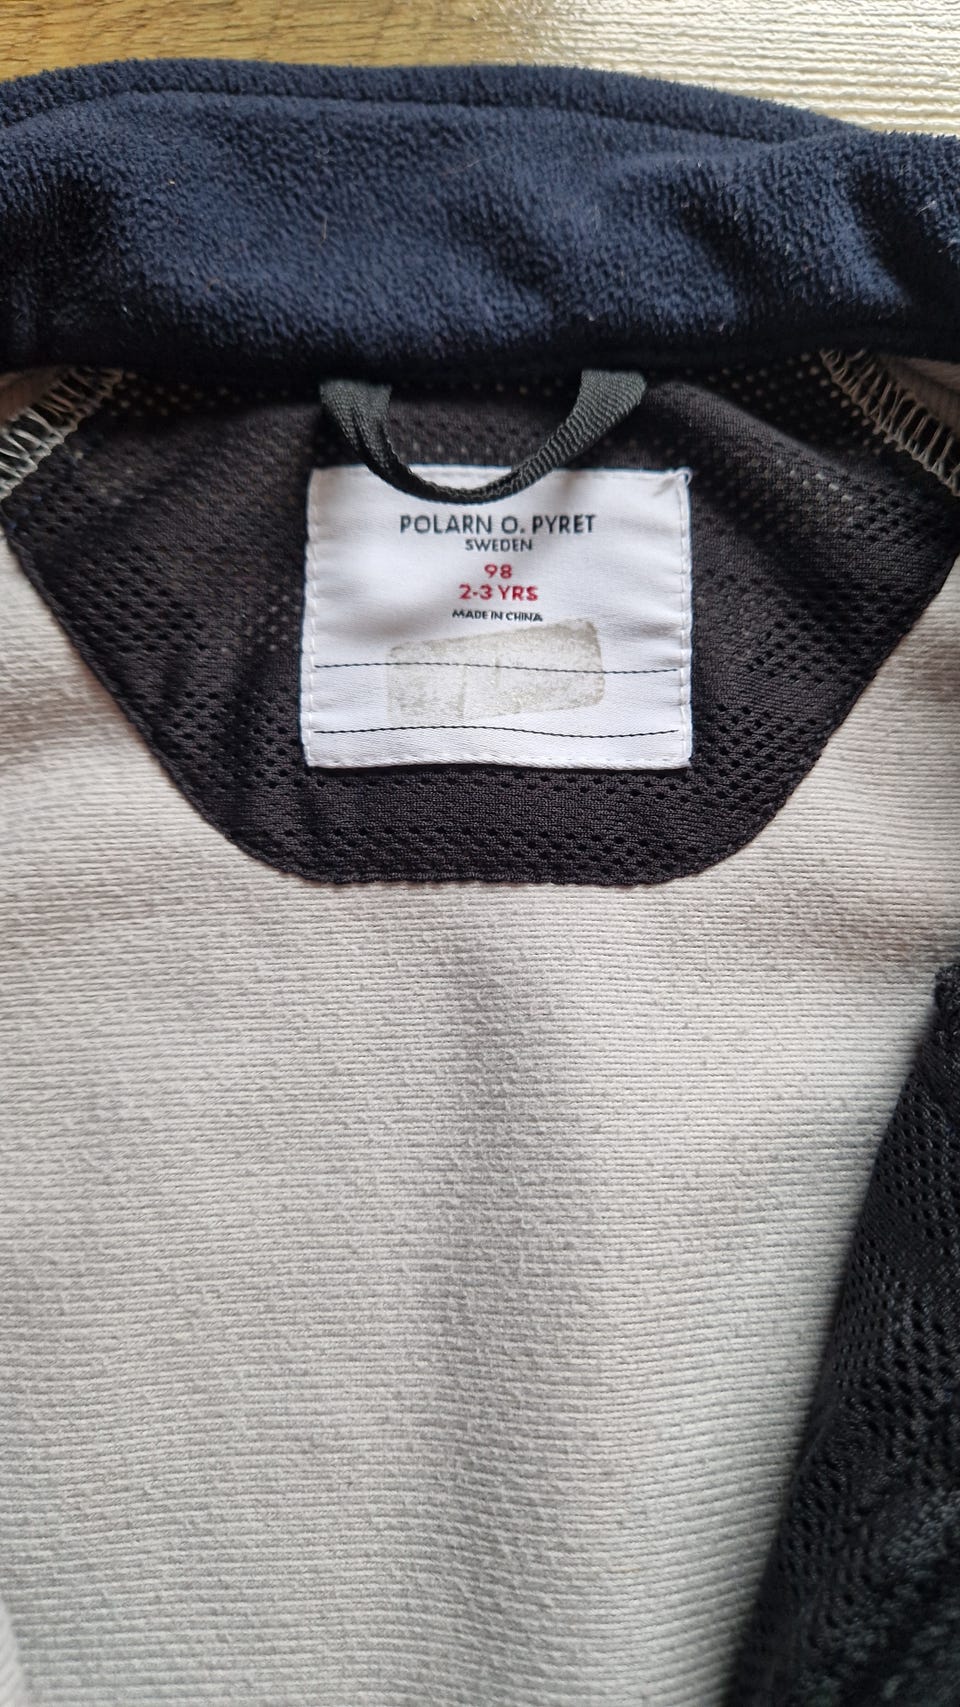 POLARN O. PYRET
SWEDEN
98
2-3 YRS
MADE IN CHINA